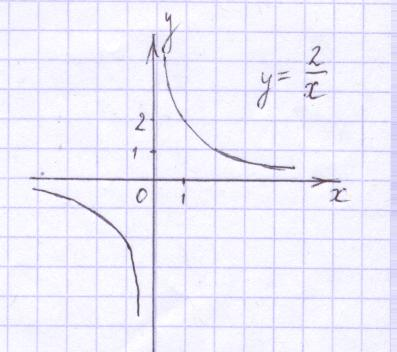 y
y = 2/x
2
1
0 1 x